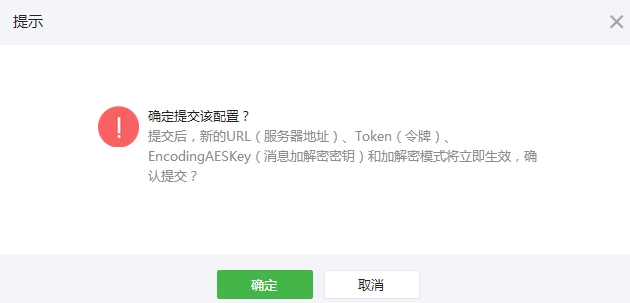 提示
确定提交该配置？
提交后，新的URL（服务器地址）、Token（令牌）、
EncodingAESKey（消息加解密密钥）和加解密模式将立即生效，确
认提交？
确定
取消